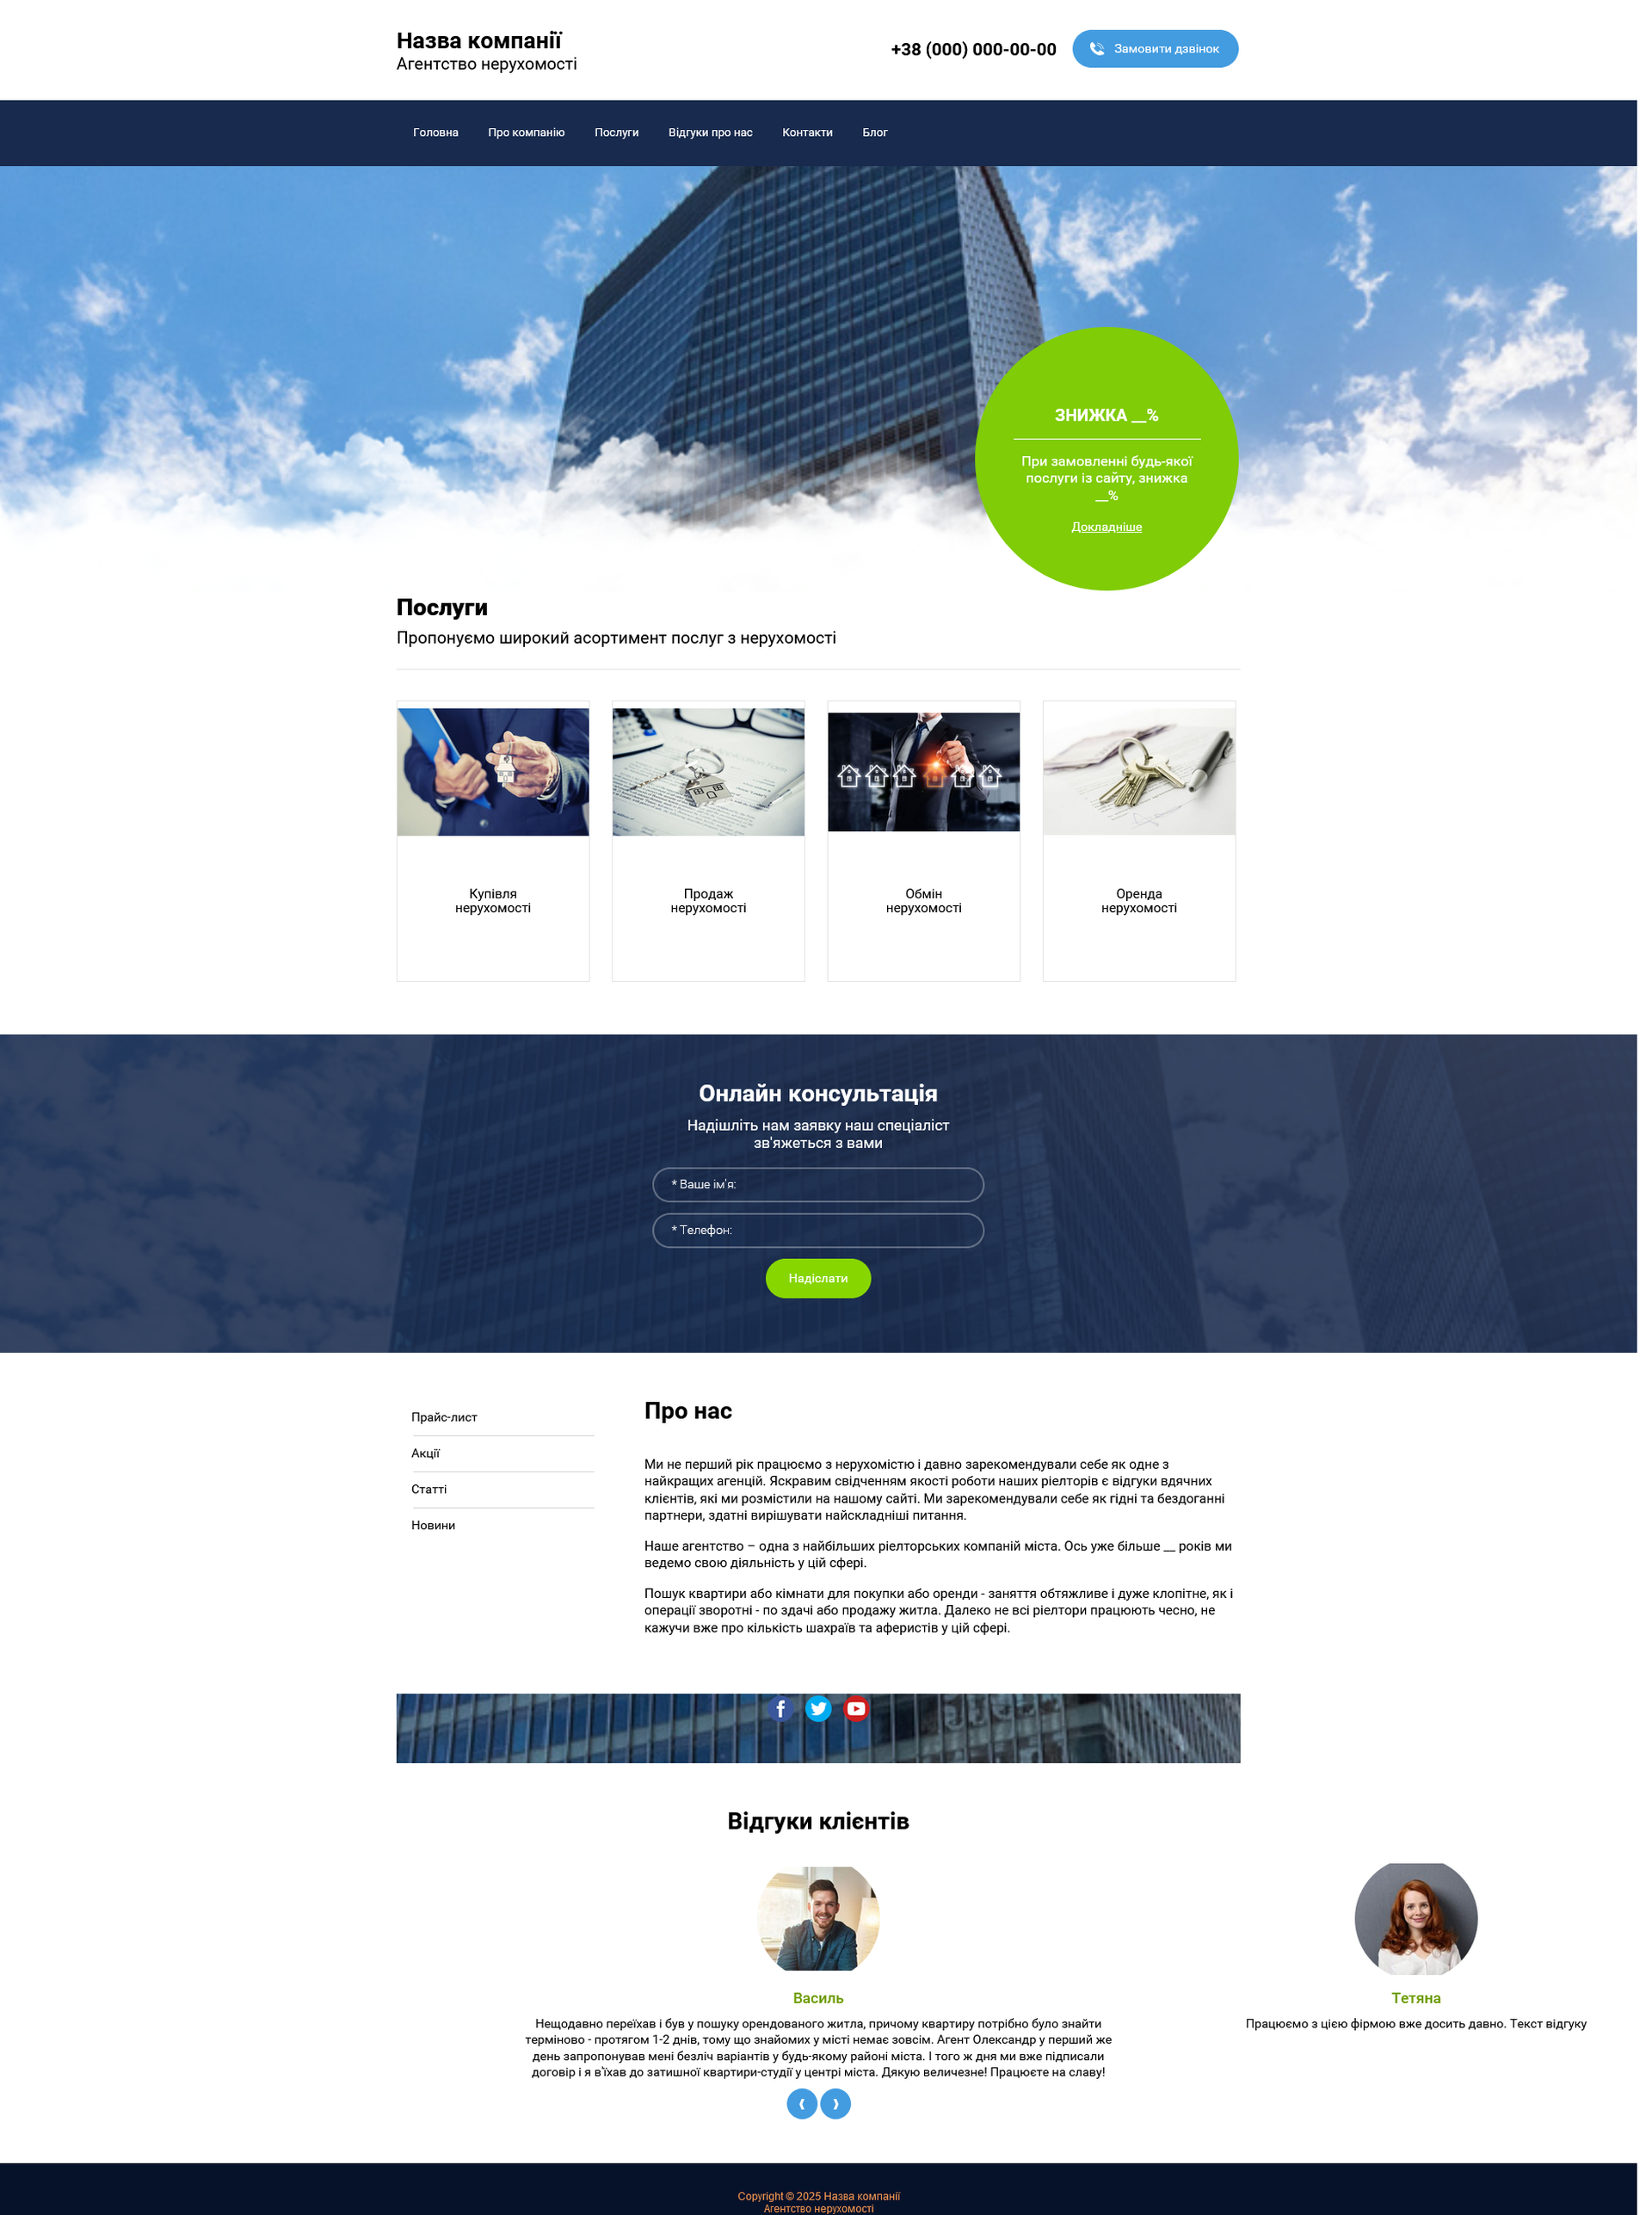 Назва компанії
Агентство нерухомості
+38 (000) 000-00-00
Замовити дзвінок
Головна
Про компанію
Послуги
Відгуки про нас
Контакти
Блог
ЗНИЖКА __%
При замовленні будь-якої
послуги із сайту, знижка
__%
Докладніше
Послуги
Пропонуємо широкий асортимент послуг з нерухомості
Купівля
нерухомості
Продаж
нерухомості
Обмін
нерухомості
Оренда
нерухомості
Онлайн консультація
Надішліть нам заявку наш спеціаліст
зв'яжеться з вами
* Ваше ім'я:
* Телефон:
Надіслати
Прайс-лист
Акції
Статті
Новини
Про нас
Ми не перший рік працюємо з нерухомістю і давно зарекомендували себе як одне з
найкращих агенцій. Яскравим свідченням якості роботи наших ріелторів є відгуки вдячних
клієнтів, які ми розмістили на нашому сайті. Ми зарекомендували себе як гідні та бездоганні
партнери, здатні вирішувати найскладніші питання.
Наше агентство – одна з найбільших ріелторських компаній міста. Ось уже більше __ років ми
ведемо свою діяльність у цій сфері.
Пошук квартири або кімнати для покупки або оренди - заняття обтяжливе і дуже клопітне, як і
операції зворотні - по здачі або продажу житла. Далеко не всі ріелтори працюють чесно, не
кажучи вже про кількість шахраїв та аферистів у цій сфері.
Відгуки клієнтів
Василь
Нещодавно переїхав і був у пошуку орендованого житла, причому квартиру потрібно було знайти
терміново - протягом 1-2 днів, тому що знайомих у місті немає зовсім. Агент Олександр у перший же
день запропонував мені безліч варіантів у будь-якому районі міста. І того ж дня ми вже підписали
договір і я в'їхав до затишної квартири-студії у центрі міста. Дякую величезне! Працюєте на славу!
Тетяна
Працюємо з цією фірмою вже досить давно. Текст відгуку
Copyright © 2025 Назва компанії
Агентство нерухомості